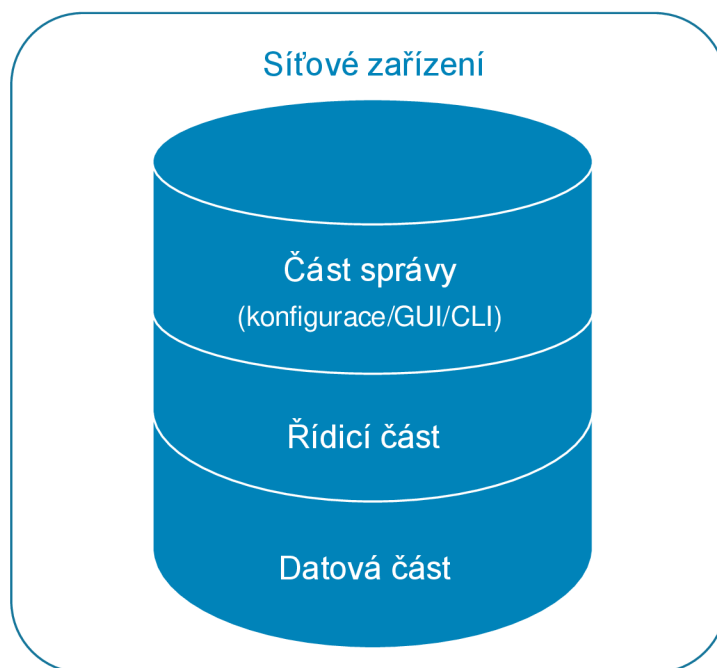 Síťové zařízení
Část správy
(konfigurace/GUI/CLI)
Řídicí část
Datová část